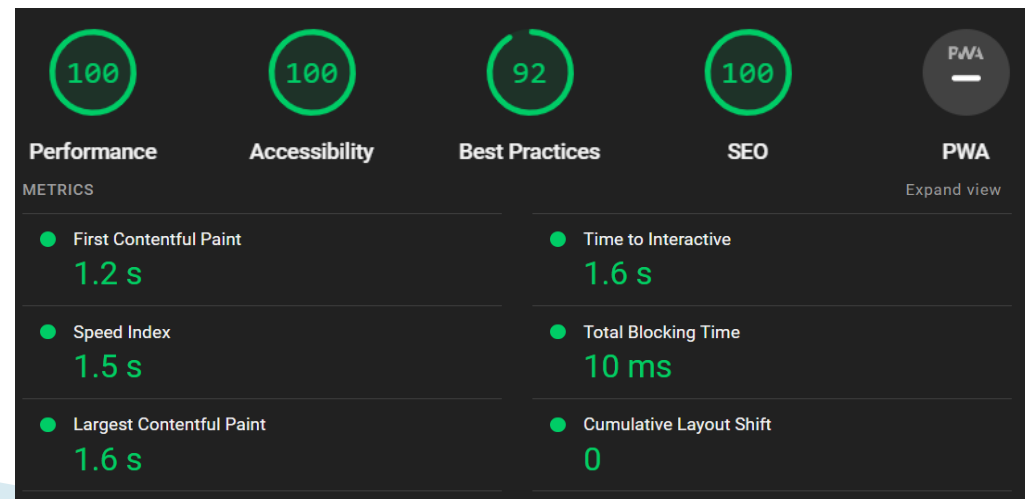 100 100 92 100 PWA
Performance Accessibility Best Practices SEO PWA
METRICS Expand view
First Contentful Paint Time to Interactive
1.2 s 1.6 s
Speed Index Total Blocking Time
1.5 s 10 ms
Largest Contentful Paint Cumulative Layout Shift
1.6 s 0